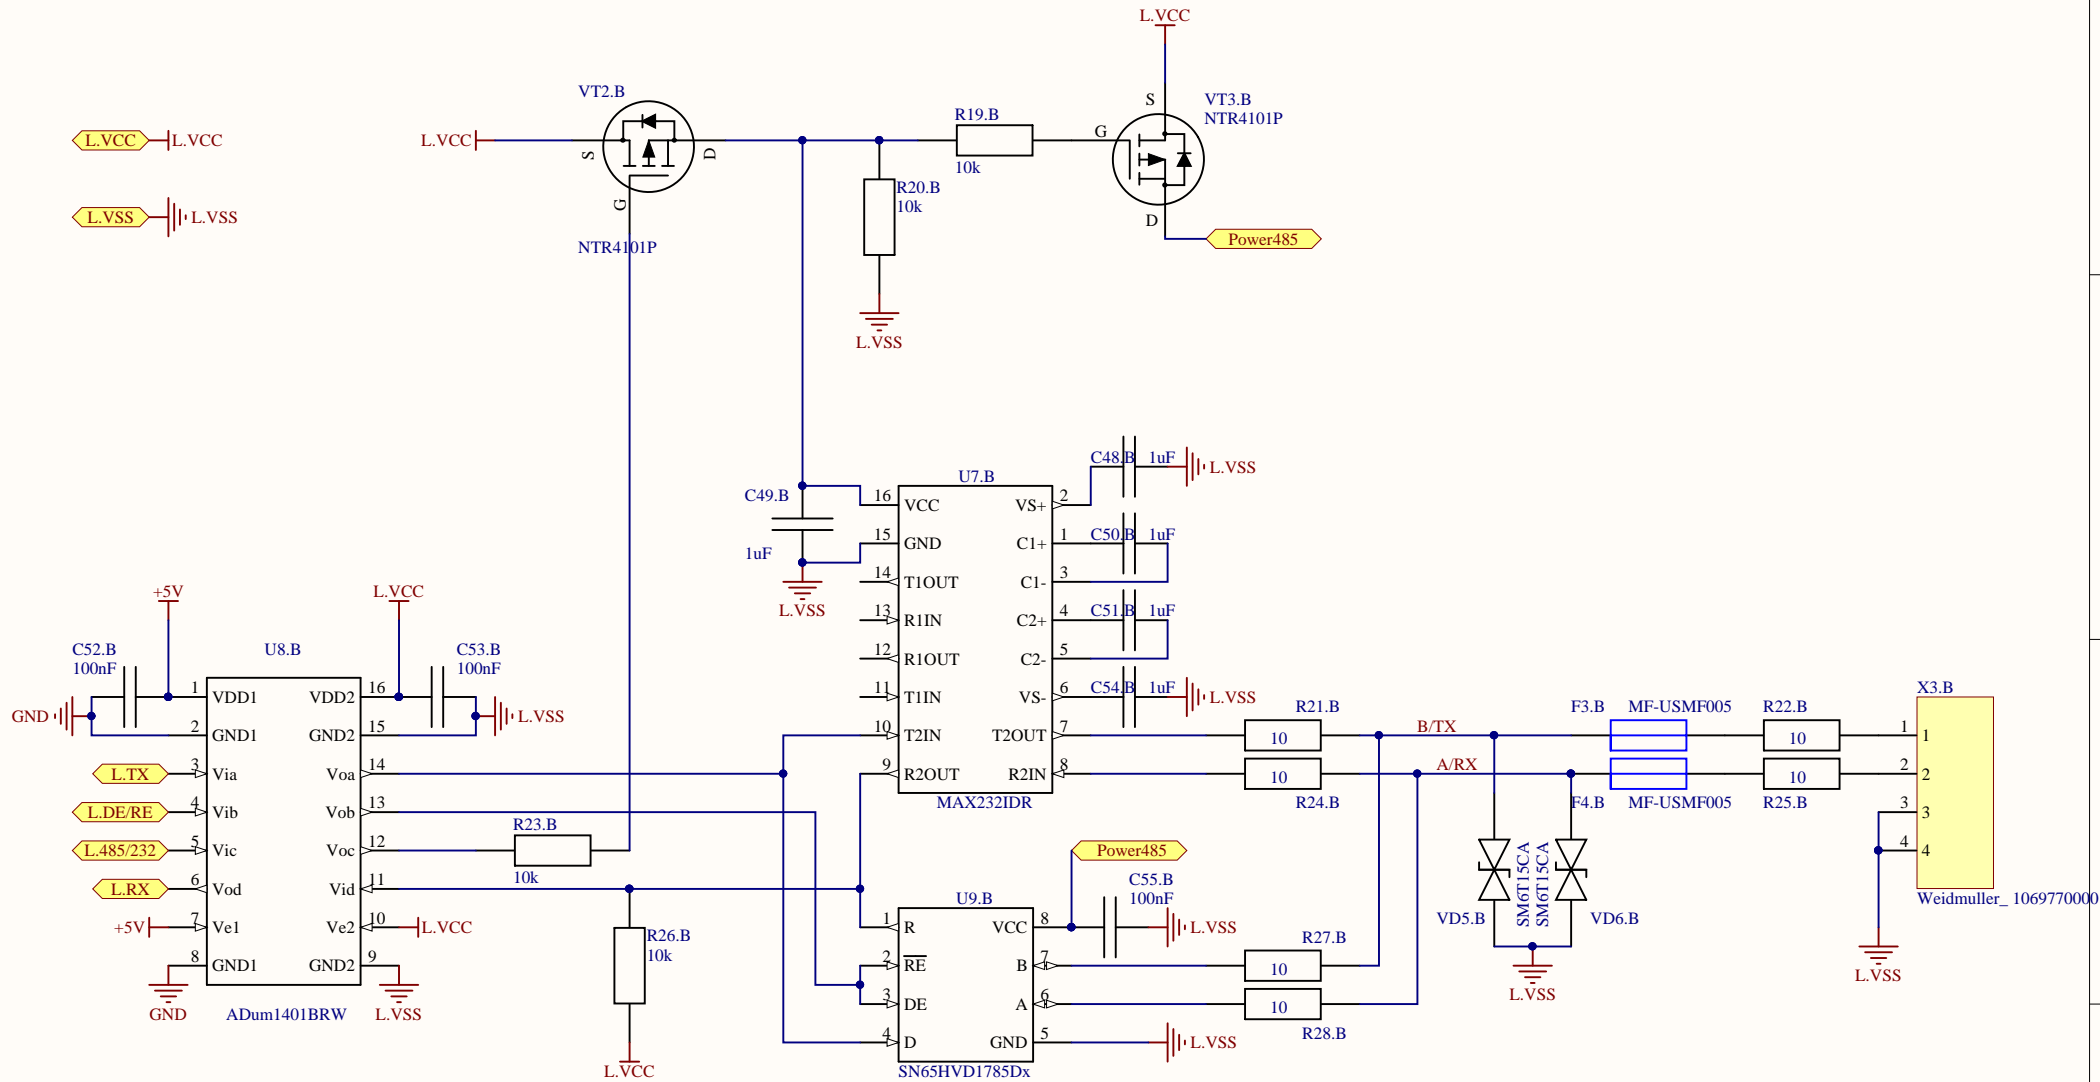 L.VCC
VT2.B
S
VT3.B
NTR4101P
R19.B
G
10k
L.VCC
L.VCC
L.VCC
S
D
R20.B
10k
L.VSS
L.VSS
G
D
Power485
NTR4101P
L.VSS
C48.B
1uF
L.VSS
U7.B
C49.B
1uF
16
VCC
VS+
2
15
GND
C1+
1
C50.B
1uF
14
T1OUT
C1-
3
L.VSS
13
R1IN
C2+
4
C51.B
1uF
12
R1OUT
C2-
5
11
T1IN
VS-
6
C54.B
1uF
L.VSS
10
T2IN
T2OUT
7
9
R2OUT
R2IN
8
MAX232IDR
+5V
L.VCC
C52.B
100nF
U8.B
C53.B
100nF
GND
1
VDD1
VDD2
16
L.VSS
2
GND1
GND2
15
L.TX
3
Via
Voa
14
L.DE/RE
4
Vib
Vob
13
L.485/232
5
Vic
Voc
12
L.RX
6
Vod
Vid
11
+5V
7
Ve1
Ve2
10
L.VCC
8
GND1
GND2
9
GND
ADum1401BRW
L.VSS
R23.B
10k
R26.B
10k
L.VCC
R21.B
10
B/TX
F3.B
MF-USMF005
R22.B
10
X3.B
1
1
10
R24.B
A/RX
F4.B
MF-USMF005
10
R25.B
2
2
3
3
4
4
Weidmuller_ 1069770000
L.VSS
SM6T15CA
SM6T15CA
VD5.B
VD6.B
L.VSS
Power485
C55.B
100nF
L.VSS
U9.B
1
R
VCC
8
2
RE
B
7
R27.B
10
3
DE
A
6
10
R28.B
4
D
GND
5
L.VSS
SN65HVD1785Dx